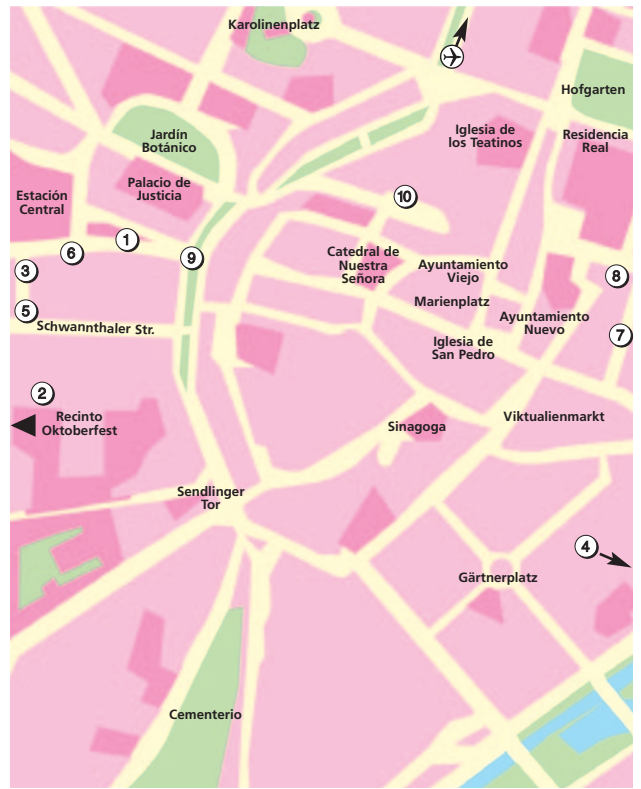 Karolinenplatz
Hofgarten
Iglesia de
los Teatinos
Residencia
Real
Jardín
Botánico
Palacio de
Justicia
Estación
Central
10
1
6
9
3
Catedral de
Nuestra
Señora
Ayuntamiento
Viejo
8
Marienplatz
5
Schwannthaler Str.
Ayuntamiento
Nuevo
7
Iglesia de
San Pedro
2
Recinto
Oktoberfest
Sinagoga
Viktualienmarkt
Sendlinger
Tor
4
Gärtnerplatz
Cementerio